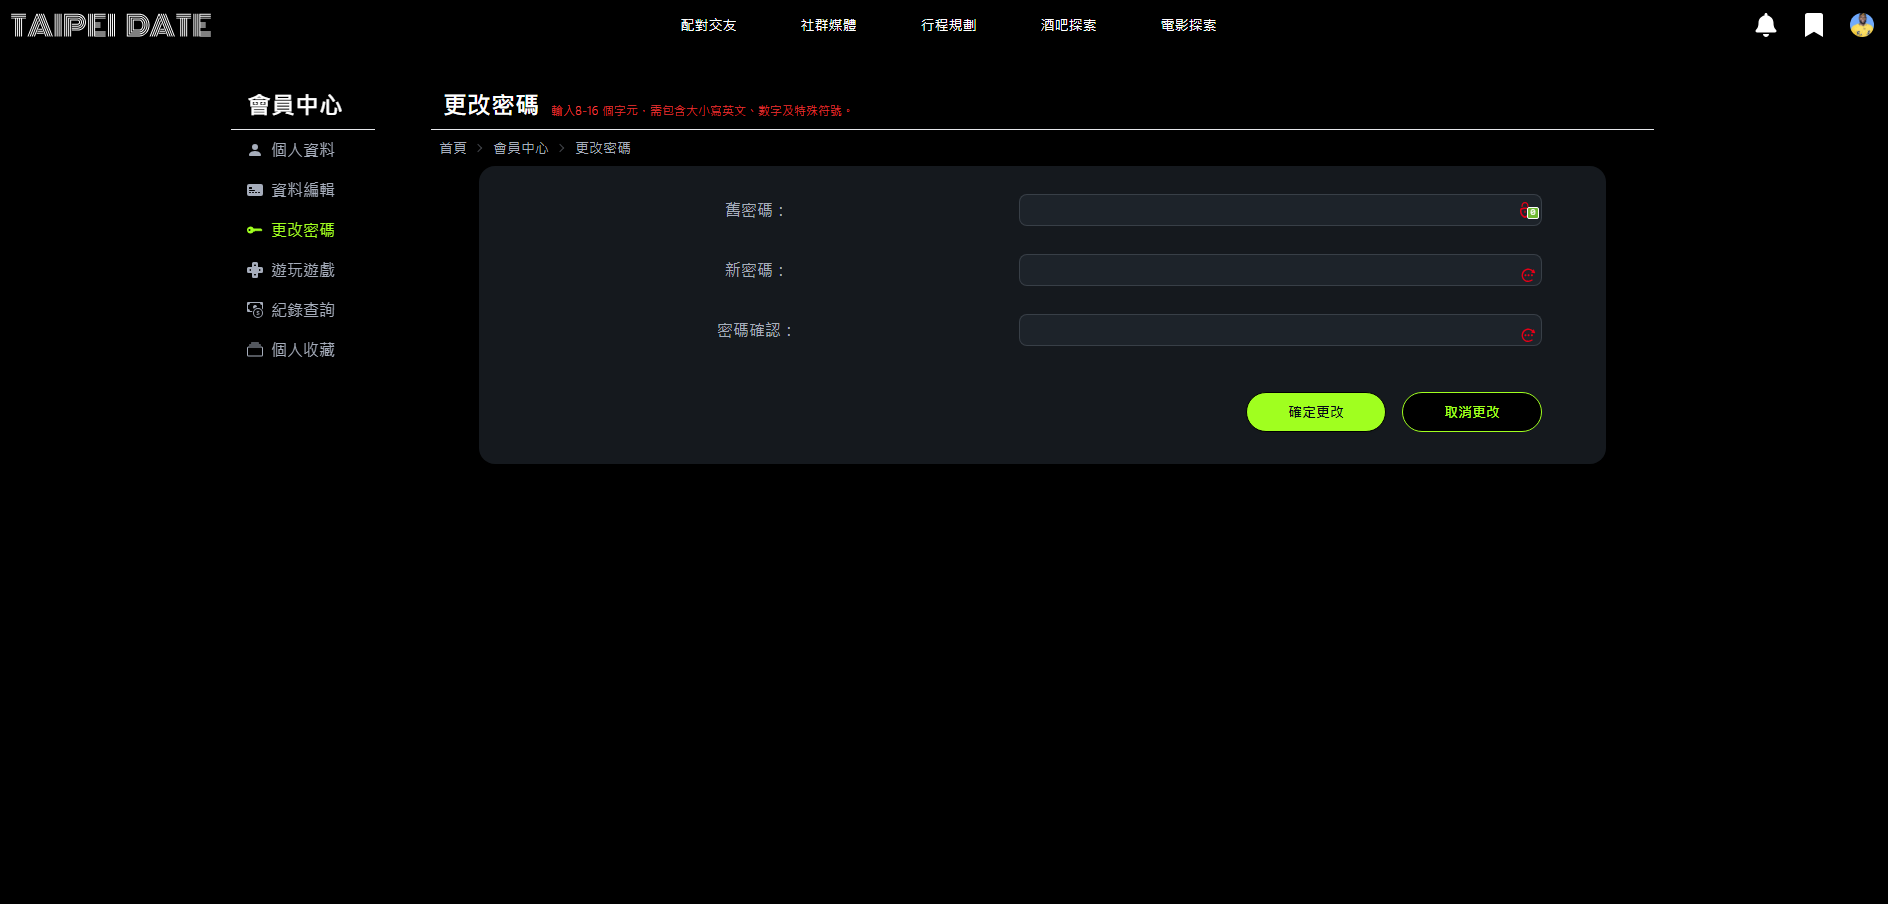 TAIPEI DATE
配對交友
社群媒體
行程規劃
酒吧探索
電影探索
會員中心
個人資料
資料編輯
更改密碼
遊玩遊戲
紀錄查詢
個人收藏
更改密碼 輸入8-16 個字元，需包含大小寫英文、數字及特殊符號。
首頁 > 會員中心 > 更改密碼
舊密碼：
新密碼：
密碼確認：
確定更改
取消更改